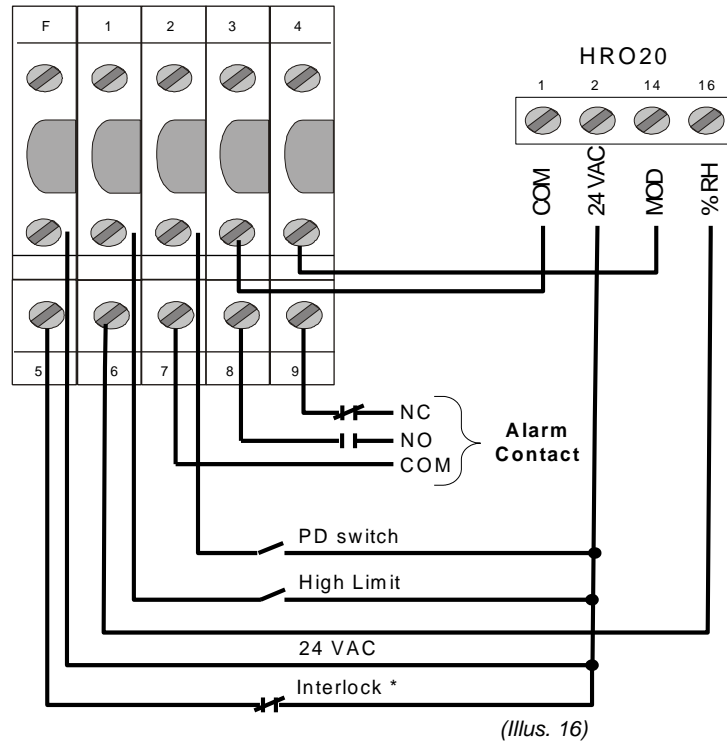 F 1 2 3 4
HRO20
1 2 14 16
COM
24 VAC
MOD
% RH
5 6 7 8 9
NC
NO
COM
Alarm
Contact
PD switch
High Limit
24 VAC
Interlock *
(Illus. 16)